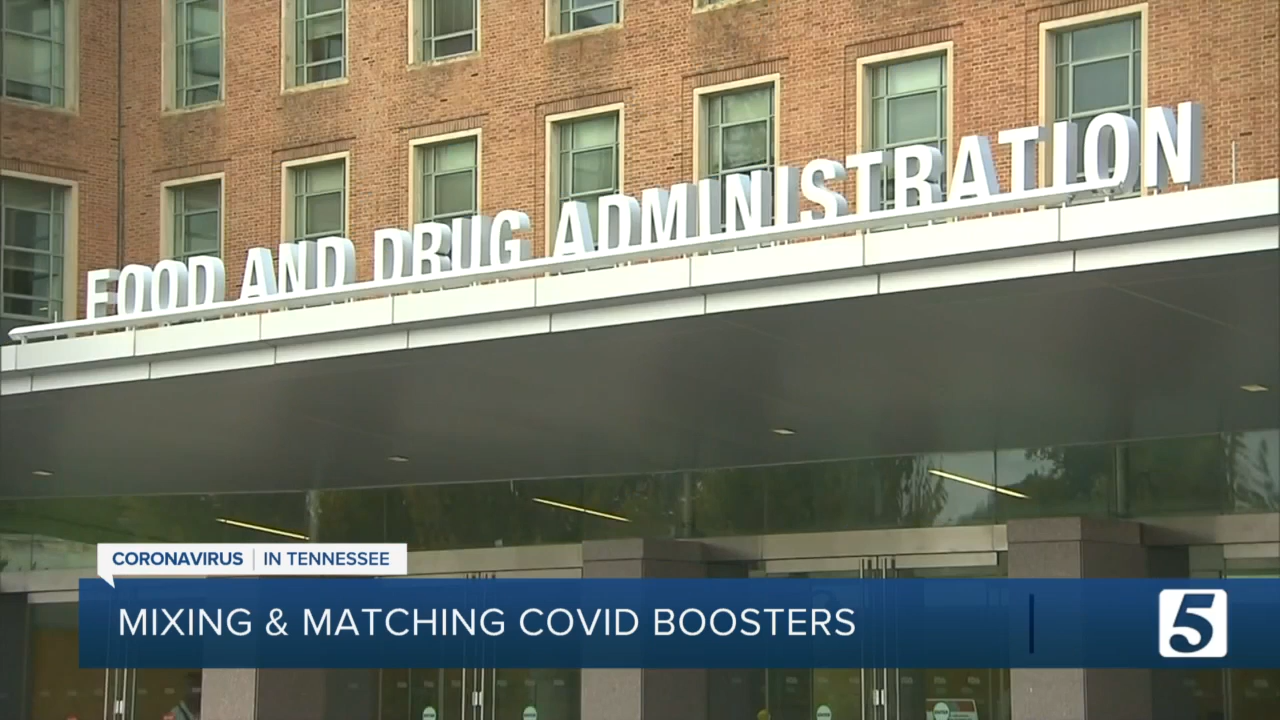 FOOD AND DRUG ADMINISTRATION
CORONAVIRUS | IN TENNESSEE
MIXING & MATCHING COVID BOOSTERS
5